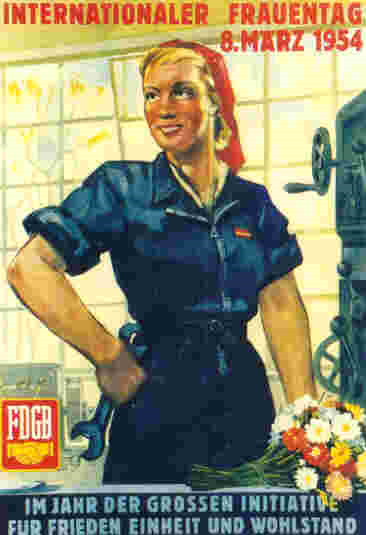 INTERNATIONALER FRAUENTAG
8. MÄRZ 1954
FDGB
IM JAHR DER GROSSEN INITIATIVE
FÜR FRIEDEN EINHEIT UND WOHLSTAND